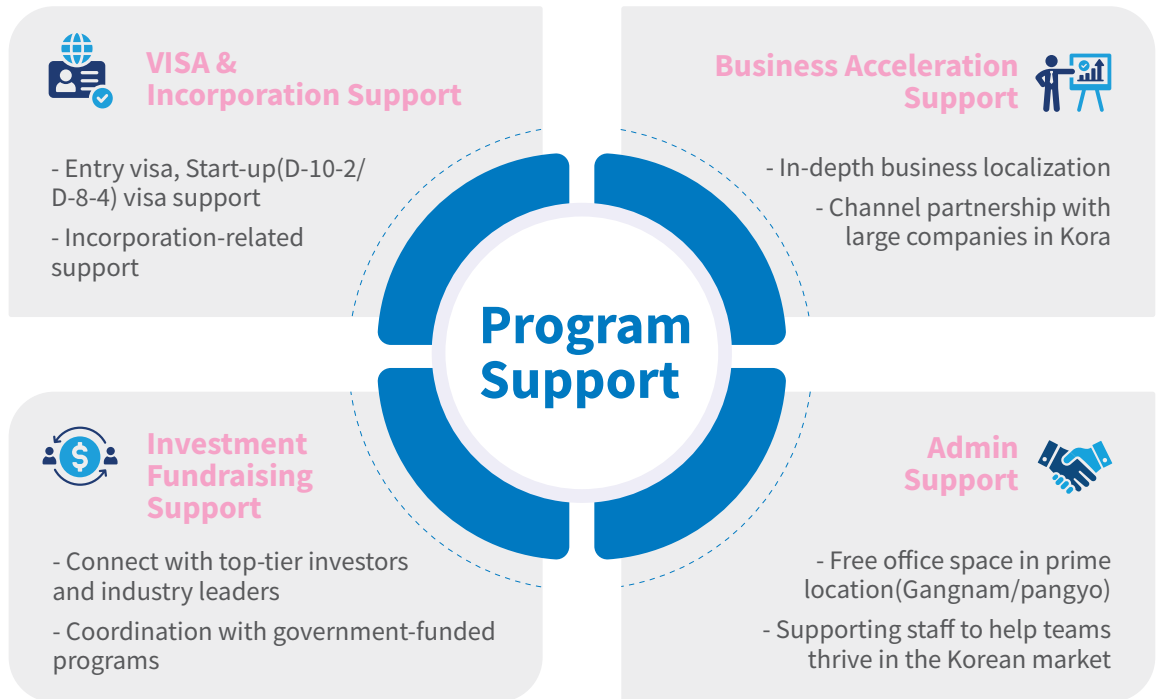 VISA &
Incorporation Support
- Entry visa, Start-up(D-10-2/
D-8-4) visa support
- Incorporation-related
support
Business Acceleration
Support
- In-depth business localization
- Channel partnership with
large companies in Kora
Program
Support
Investment
Fundraising
Support
- Connect with top-tier investors
and industry leaders
- Coordination with government-funded
programs
Admin
Support
- Free office space in prime
location(Gangnam/pangyo)
- Supporting staff to help teams
thrive in the Korean market